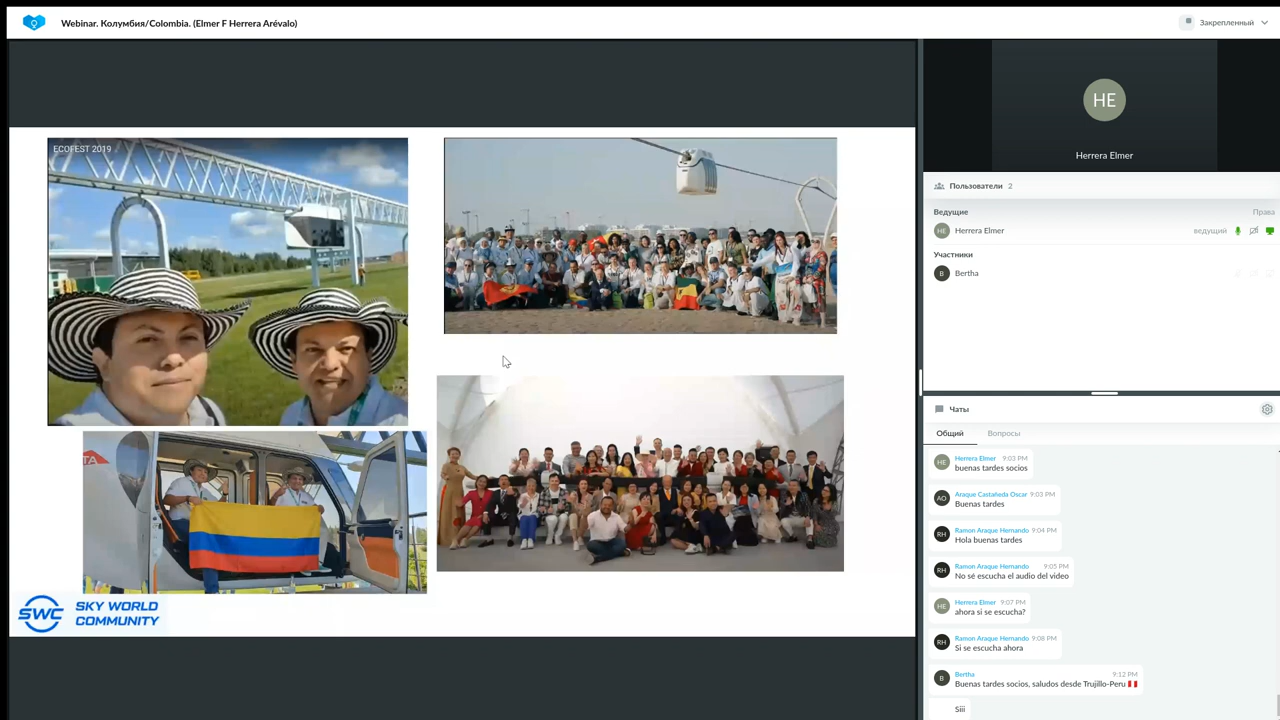 Webinar. Колумбия/Colombia. (Elmer F Herrera Arévalo)
Закрепленный
ECOFEST 2019
SWC
SKY WORLD
COMMUNITY
HE
Herrera Elmer
Пользователи 2
Ведущие
Права
HE
Herrera Elmer
ведущий
Участники
B
Bertha
Чаты
Общий
Вопросы
HE
Herrera Elmer 9:03 PM
buenas tardes socios
AO
Araque Castañeda Oscar 9:03 PM
Buenas tardes
RH
Ramon Araque Hernando 9:04 PM
Hola buenas tardes
RH
Ramon Araque Hernando 9:05 PM
No sé escucha el audio del video
HE
Herrera Elmer 9:07 PM
ahora si se escucha?
RH
Ramon Araque Hernando 9:08 PM
Si se escucha ahora
B
Bertha 9:12 PM
Buenas tardes socios, saludos desde Trujillo-Peru 🇵🇪
Siii